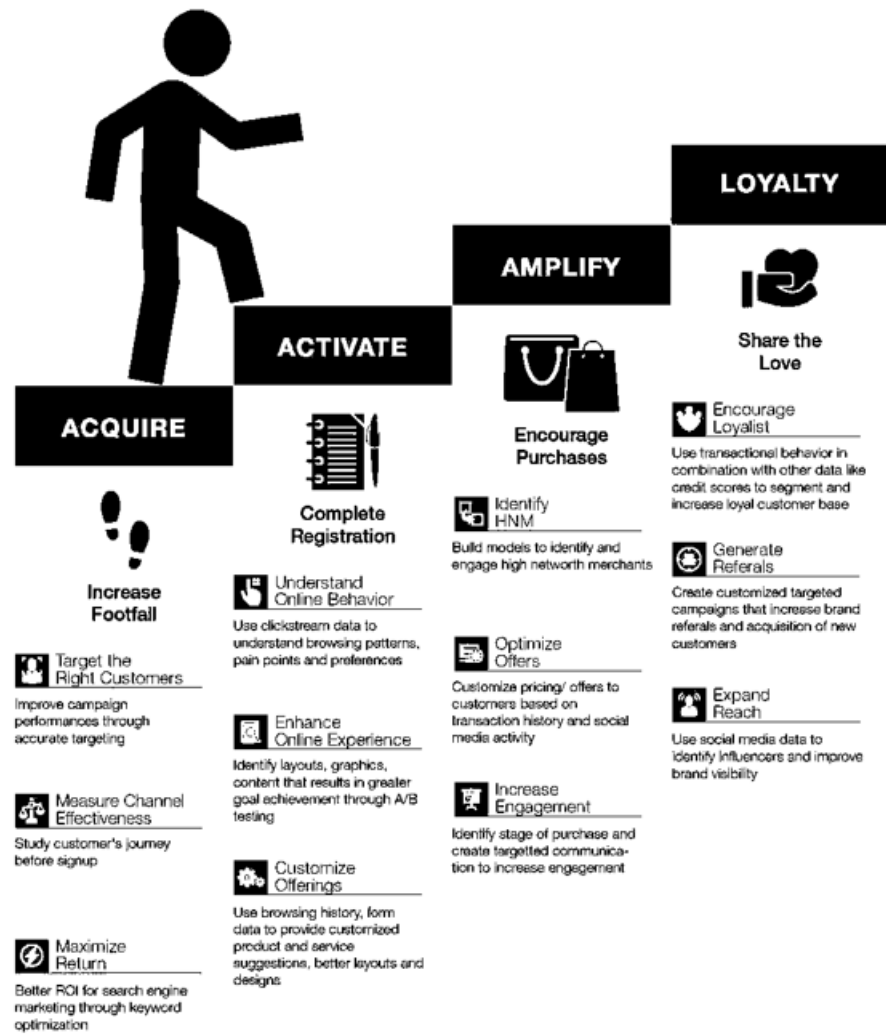 ACQUIRE
Increase
Footfall
Target the
Right Customers
Improve campaign
performances through
accurate targeting
Measure Channel
Effectiveness
Study customer's journey
before signup
Maximize
Return
Better ROI for search engine
marketing through keyword
optimization
ACTIVATE
Complete
Registration
Understand
Online Behavior
Use clickstream data to
understand browsing patterns,
pain points and preferences
Enhance
Online Experience
Identify layouts, graphics,
content that results in greater
goal achievement through A/B
testing
Customize
Offerings
Use browsing history, form
data to provide customized
product and service
suggestions, better layouts and
designs
AMPLIFY
Encourage
Purchases
Identify
HNM
Build models to identify and
engage high networth merchants
Optimize
Offers
Customize pricing/ offers to
customers based on
transaction history and social
media activity
Increase
Engagement
Identify stage of purchase and
create targetted communica-
tion to increase engagement
LOYALTY
Share the
Love
Encourage
Loyalist
Use transactional behavior in
combination with other data like
credit scores to segment and
increase loyal customer base
Generate
Referals
Create customized targeted
campaigns that increase brand
referrals and acquisition of new
customers
Expand
Reach
Use social media data to
identify influencers and improve
brand visbility